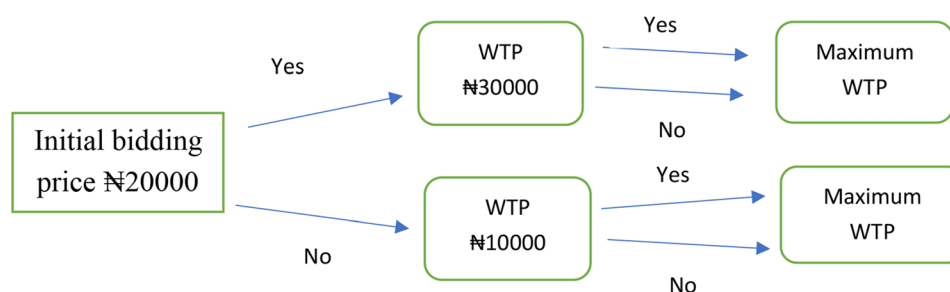 Initial bidding
price ₦20000
Yes
No
WTP
₦30000
WTP
₦10000
Yes
No
Yes
No
Maximum
WTP
Maximum
WTP